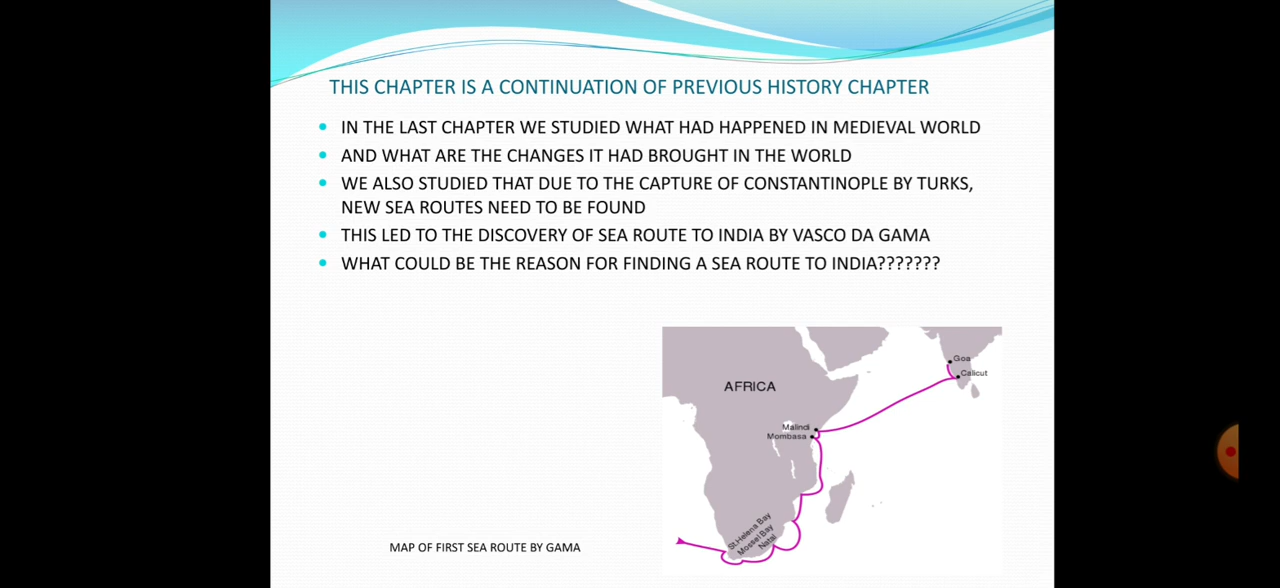 THIS CHAPTER IS A CONTINUATION OF PREVIOUS HISTORY CHAPTER
IN THE LAST CHAPTER WE STUDIED WHAT HAD HAPPENED IN MEDIEVAL WORLD
AND WHAT ARE THE CHANGES IT HAD BROUGHT IN THE WORLD
WE ALSO STUDIED THAT DUE TO THE CAPTURE OF CONSTANTINOPLE BY TURKS,
NEW SEA ROUTES NEED TO BE FOUND
THIS LED TO THE DISCOVERY OF SEA ROUTE TO INDIA BY VASCO DA GAMA
WHAT COULD BE THE REASON FOR FINDING A SEA ROUTE TO INDIA???????
Goa
Calicut
AFRICA
Malindi
Mombasa
St.Helena Bay
Mossel Bay
Natal
MAP OF FIRST SEA ROUTE BY GAMA